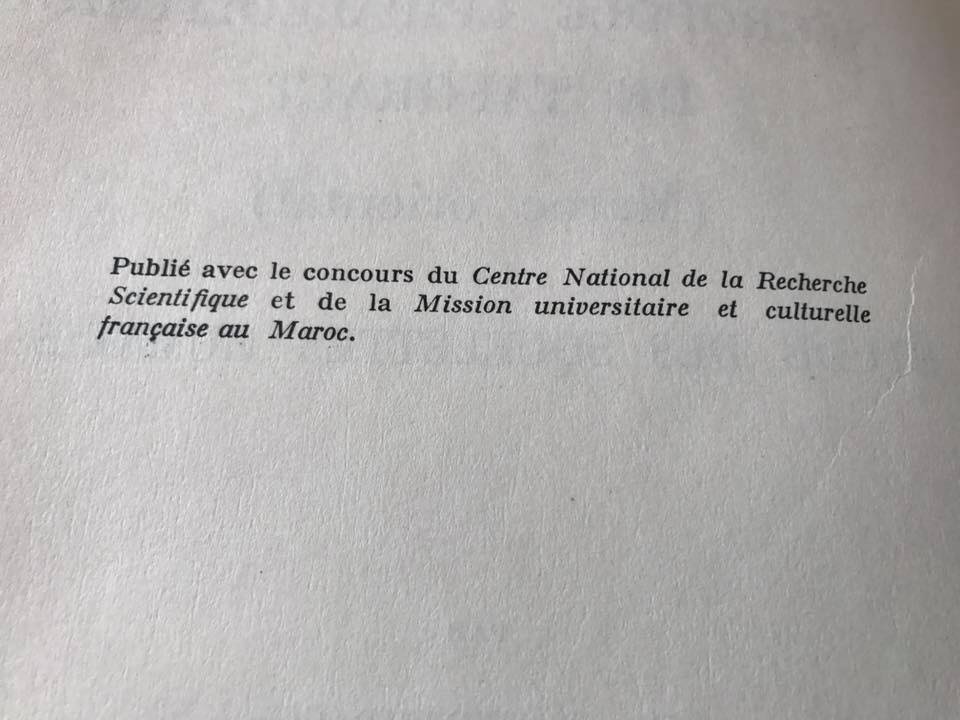 Publié avec le concours du Centre National de la Recherche
Scientifique et de la Mission universitaire et culturelle
française au Maroc.